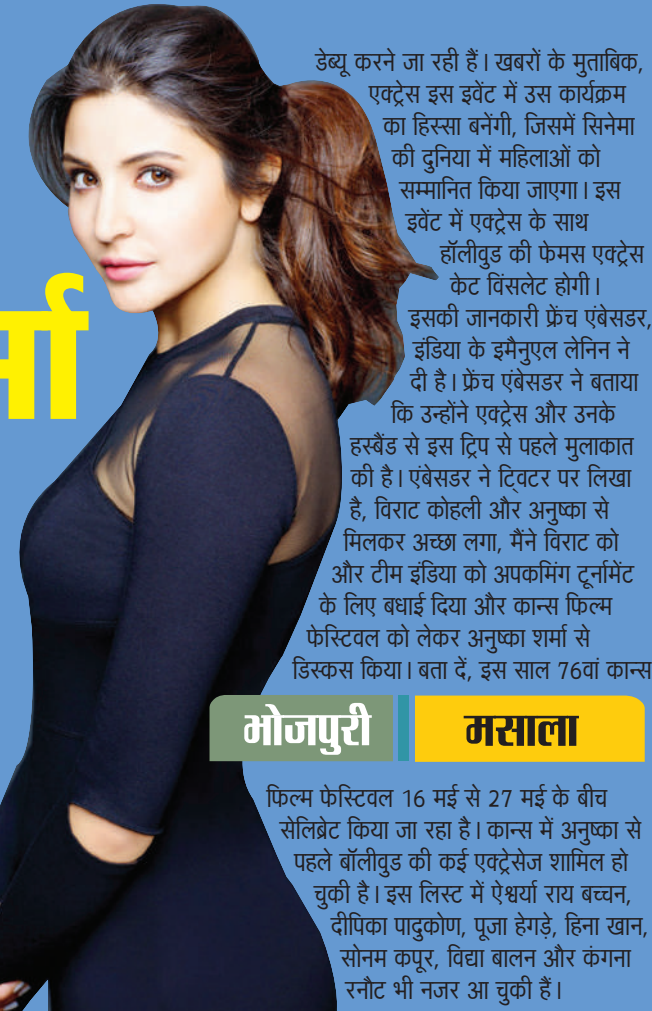 र्मा
डेब्यू करने जा रही हैं। खबरों के मुताबिक,
एक्ट्रेस इस इवेंट में उस कार्यक्रम
का हिस्सा बनेंगी, जिसमें सिनेमा
की दुनिया में महिलाओं को
सम्मानित किया जाएगा। इस
इवेंट में एक्ट्रेस के साथ
हॉलीवुड की फेमस एक्ट्रेस
केट विंसलेट होगी।
इसकी जानकारी फ्रेंच एंबेसडर,
इंडिया के इमैनुएल लेनिन ने
दी है। फ्रेंच एंबेसडर ने बताया
कि उन्होंने एक्ट्रेस और उनके
हस्बैंड से इस ट्रिप से पहले मुलाकात
की है। एंबेसडर ने ट्विटर पर लिखा
है, विराट कोहली और अनुष्का से
मिलकर अच्छा लगा, मैंने विराट को
और टीम इंडिया को अपकमिंग टूर्नामेंट
के लिए बधाई दिया और कान्स फिल्म
फेस्टिवल को लेकर अनुष्का शर्मा से
डिस्कस किया। बता दें, इस साल 76वां कान्स
भोजपुरी मसाला
फिल्म फेस्टिवल 16 मई से 27 मई के बीच
सेलिब्रेट किया जा रहा है। कान्स में अनुष्का से
पहले बॉलीवुड की कई एक्ट्रेसेज शामिल हो
चुकी है। इस लिस्ट में ऐश्वर्या राय बच्चन,
दीपिका पादुकोण, पूजा हेगड़े, हिना खान,
सोनम कपूर, विद्या बालन और कंगना
रनौट भी नजर आ चुकी हैं।